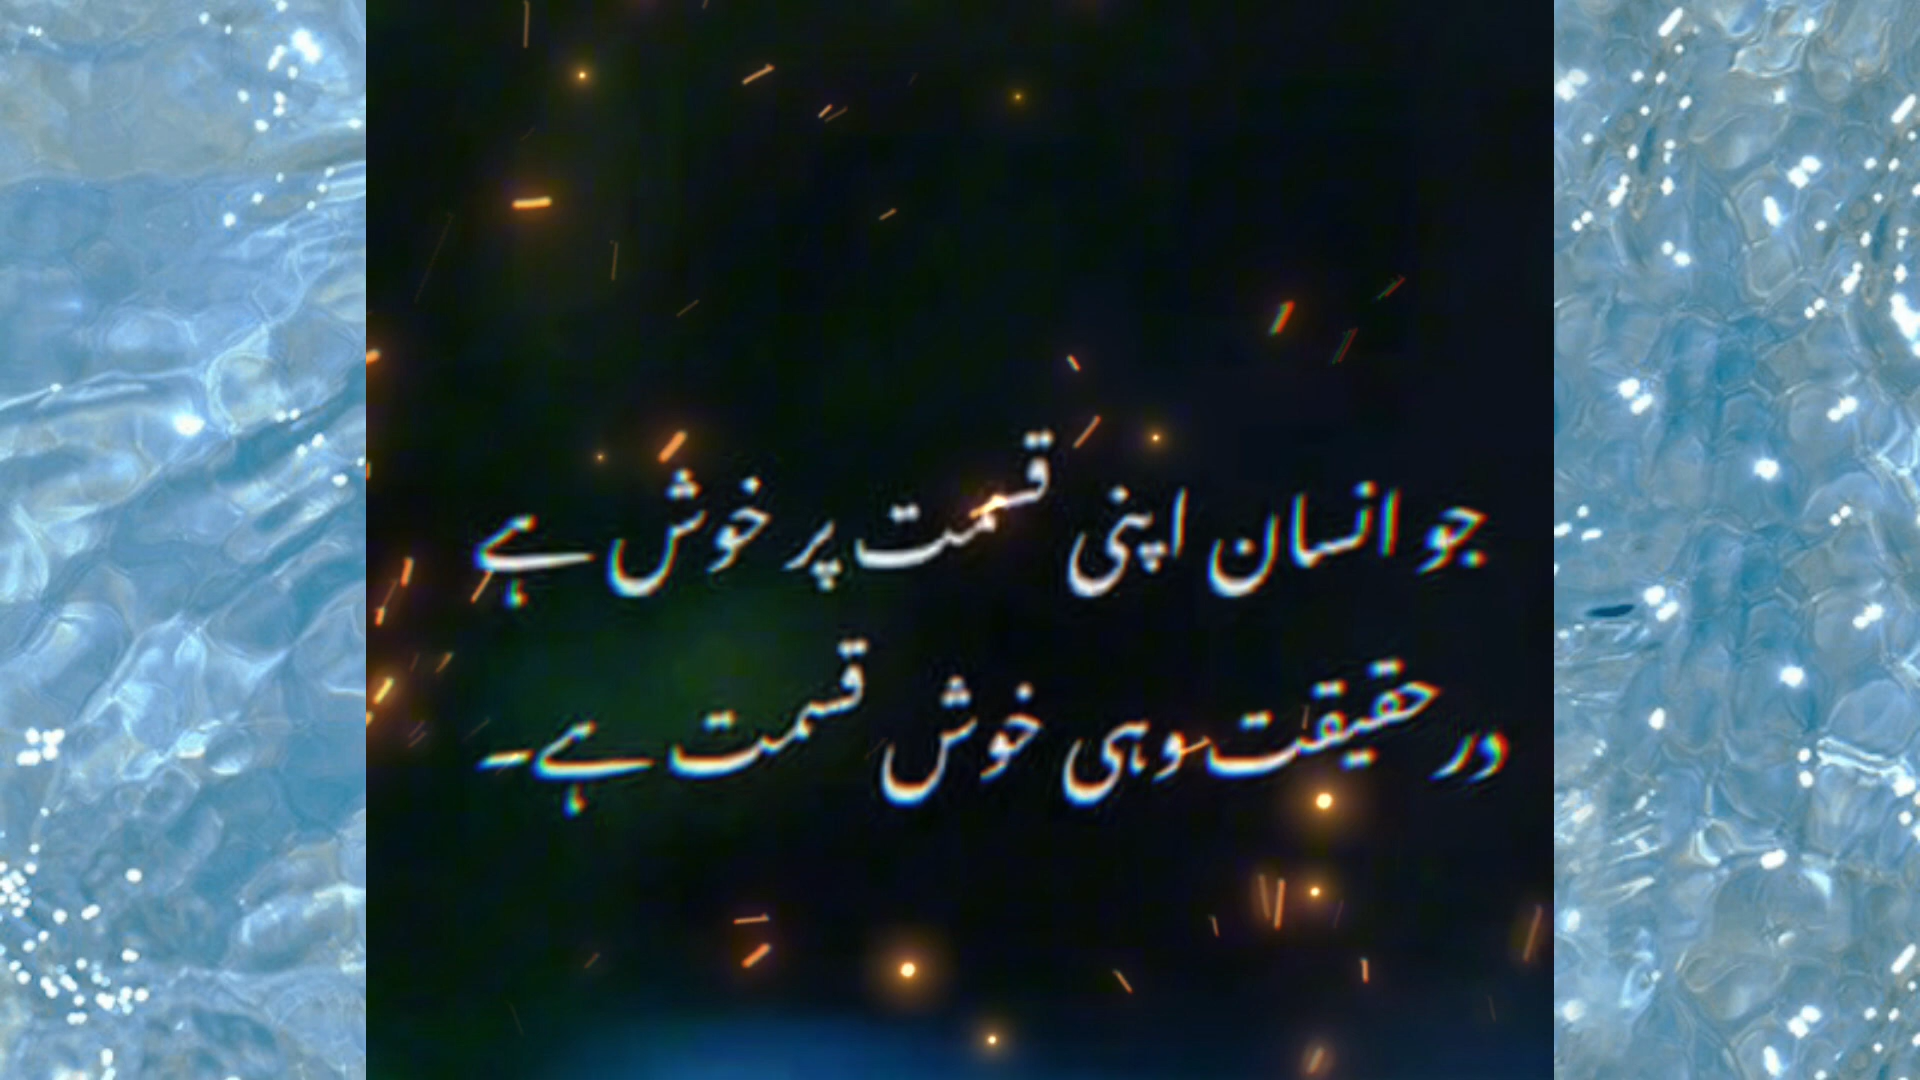 جو انسان اپنی قسمت پر خوش ہے
در حقیقت وہی خوش قسمت ہے۔